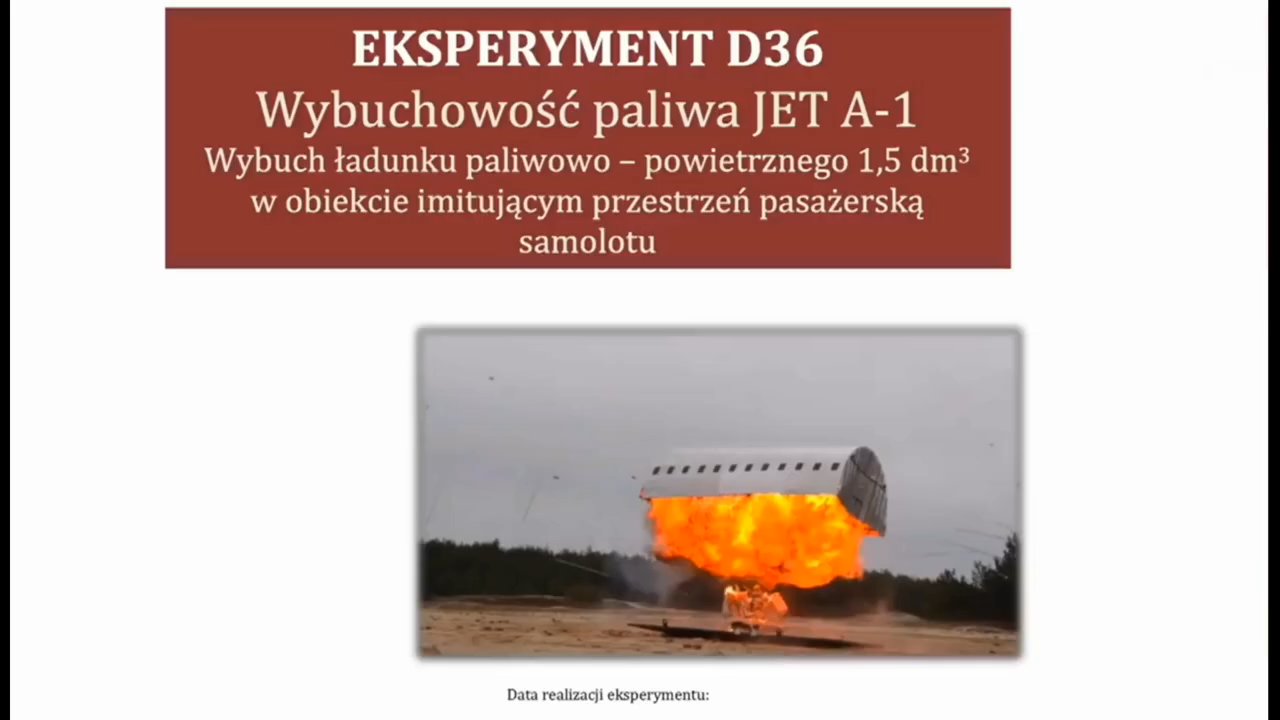 EKSPERYMENT D36
Wybuchowość paliwa JET A-1
Wybuch ładunku paliwowo – powietrznego 1,5 dm³
w obiekcie imitującym przestrzeń pasażerską
samolotu
Data realizacji eksperymentu: